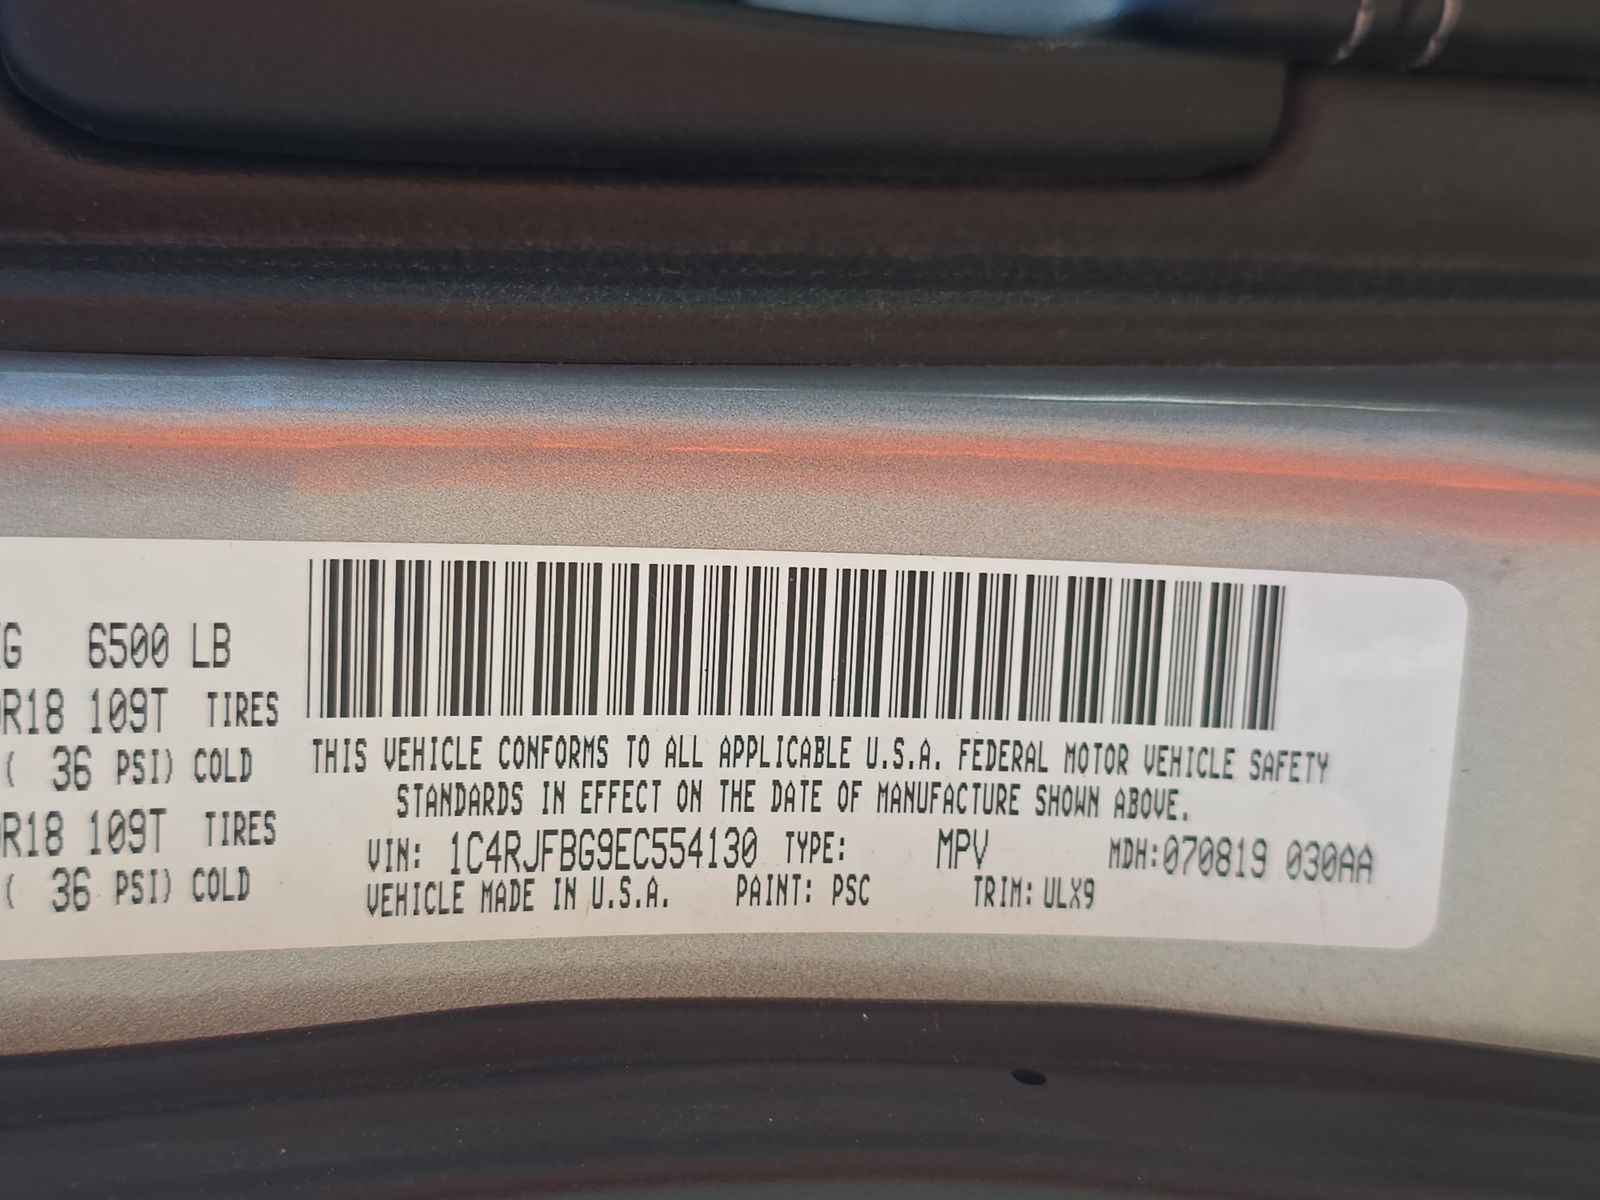 G 6500 LB
R18 109T TIRES
( 36 PSI) COLD
R18 109T TIRES
( 36 PSI) COLD
THIS VEHICLE CONFORMS TO ALL APPLICABLE U.S.A. FEDERAL MOTOR VEHICLE SAFETY
STANDARDS IN EFFECT ON THE DATE OF MANUFACTURE SHOWN ABOVE.
VIN: 1C4RJFBG9EC554130 TYPE: MPV MDH:070819 030AA
VEHICLE MADE IN U.S.A. PAINT: PSC TRIM: ULX9